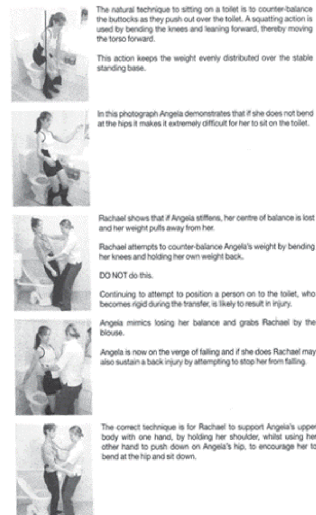 The natural technique to sitting on a toilet is to counter-balance
the buttocks as they push out over the toilet. A squatting action is
used by bending the knees and leaning forward, thereby moving
the torso forward.
This action keeps the weight evenly distributed over the stable
standing base.
In this photograph Angela demonstrates that if she does not bend
at the hips it makes it extremely difficult for her to sit on the toilet.
Rachael shows that if Angela stiffens, her centre of balance is lost
and her weight pulls away from her.
Rachael attempts to counter-balance Angela's weight by bending
her knees and holding her own weight back.
DO NOT do this.
Continuing to attempt to position a person on to the toilet, who
becomes rigid during the transfer, is likely to result in injury.
Angela mimics losing her balance and grabs Rachael by the
blouse.
Angela is now on the verge of falling and if she does Rachael may
also sustain a back injury by attempting to stop her from falling.
The correct technique is for Rachael to support Angela's upper
body with one hand, by holding her shoulder, whilst using her
other hand to push down on Angela's hip, to encourage her to
bend at the hip and sit down.